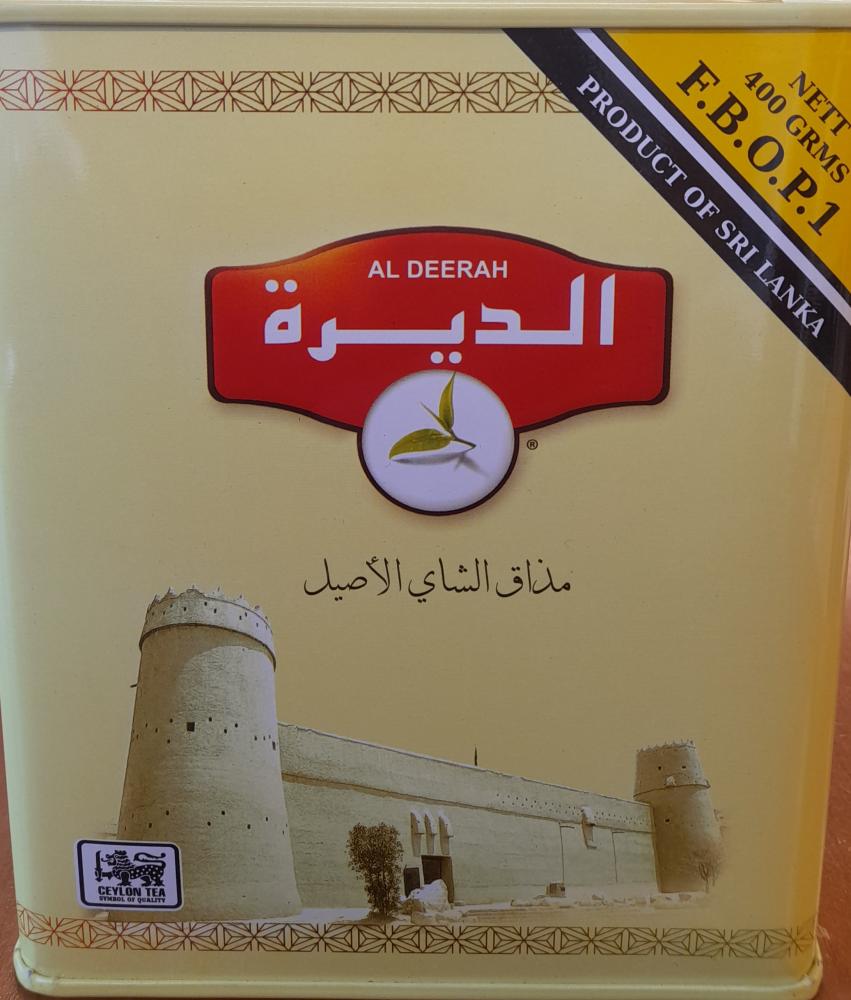 NETT
400 GRMS
F.B.O.P.1
PRODUCT OF SRI LANKA
AL DEERAH
الديرة
®
مذاق الشاي الأصيل
CEYLON TEA
SYMBOL OF QUALITY